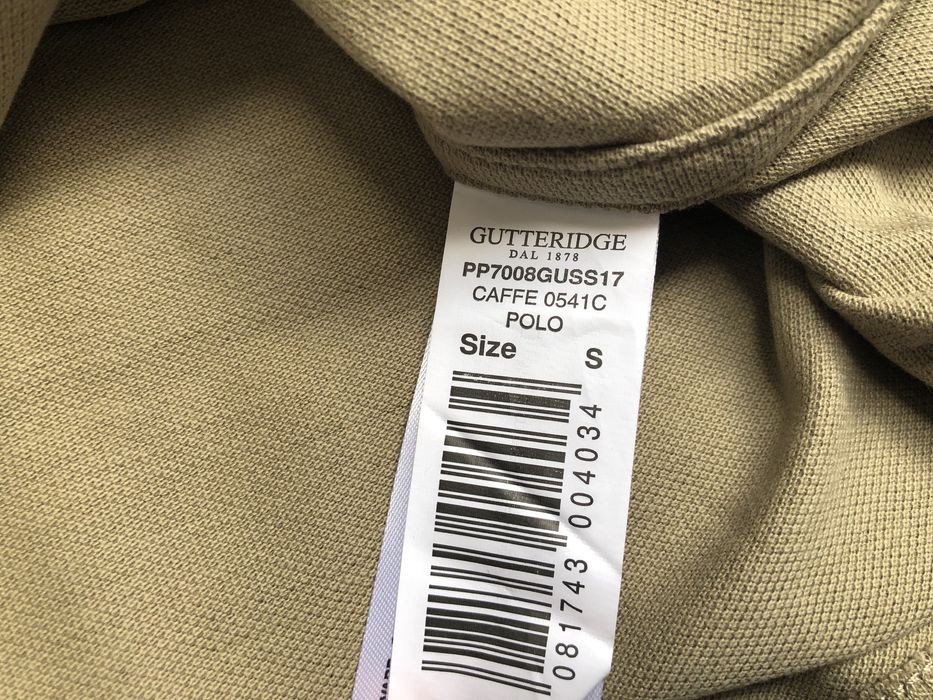 GUTTERIDGE
DAL 1878
PP7008GUSS17
CAFFE 0541C
POLO
Size S
081743 004034